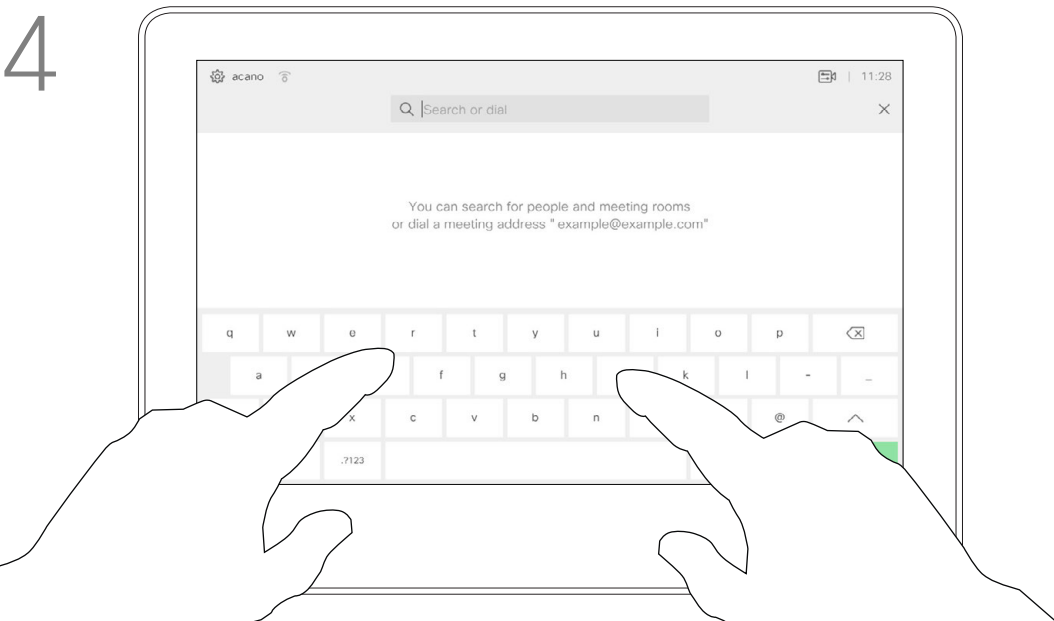 4
acano
11:28
Search or dial
You can search for people and meeting rooms
or dial a meeting address "example@example.com"
q w e r t y u i o p
a f g h k l - _
x c v b n @
.?123